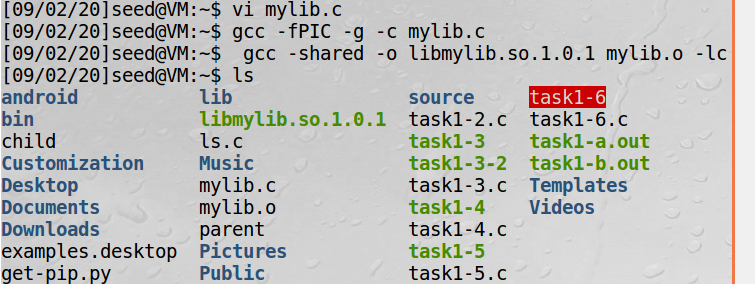 [09/02/20]seed@VM:~$ vi mylib.c
[09/02/20]seed@VM:~$ gcc -fPIC -g -c mylib.c
[09/02/20]seed@VM:~$  gcc -shared -o libmylib.so.1.0.1 mylib.o -lc
[09/02/20]seed@VM:~$ ls
android            lib                source     task1-6
bin                libmylib.so.1.0.1  task1-2.c  task1-6.c
child              ls.c               task1-3    task1-a.out
Customization      Music              task1-3-2  task1-b.out
Desktop            mylib.c            task1-3.c  Templates
Documents          mylib.o            task1-4    Videos
Downloads          parent             task1-4.c
examples.desktop   Pictures           task1-5
get-pip.py         Public             task1-5.c